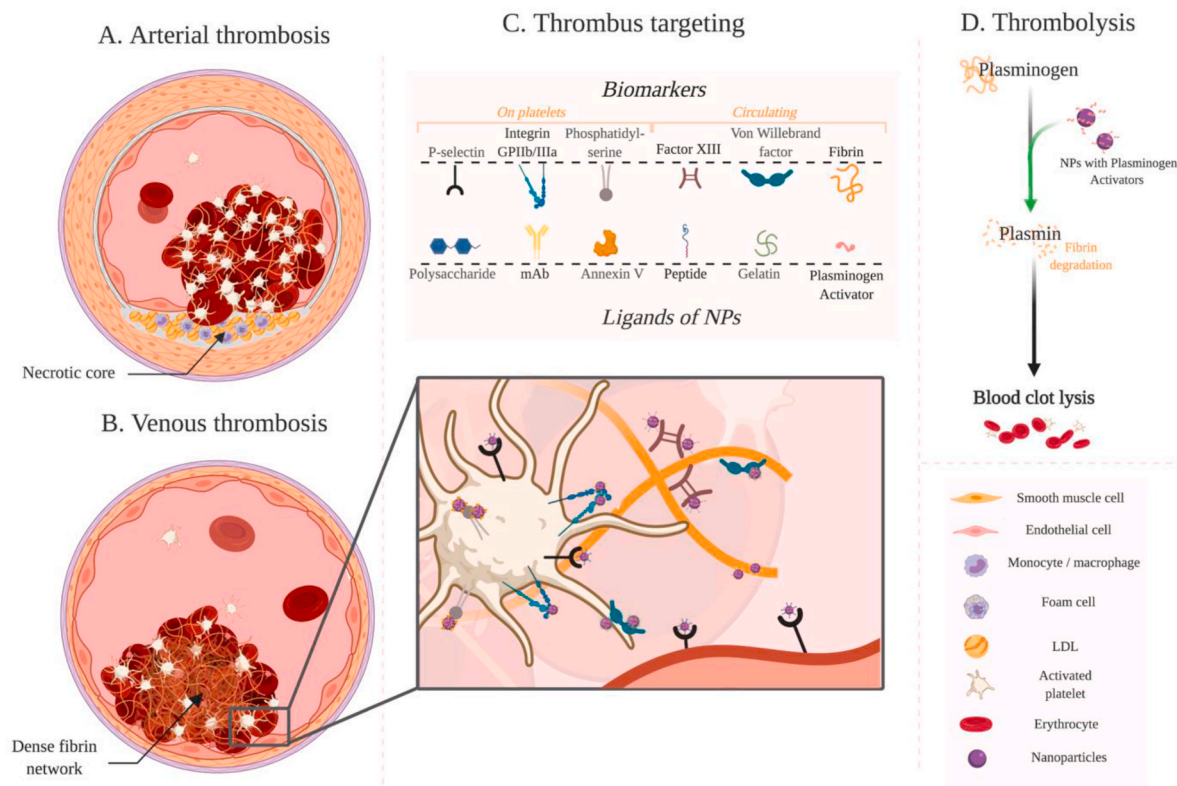 A. Arterial thrombosis
Necrotic core
B. Venous thrombosis
Dense fibrin
network
C. Thrombus targeting
Biomarkers
On platelets
Circulating
P-selectin
Integrin
GPIIb/IIIa
Phosphatidyl-
serine
Factor XIII
Von Willebrand
factor
Fibrin
Polysaccharide
mAb
Annexin V
Peptide
Gelatin
Plasminogen
Activator
Ligands of NPs
D. Thrombolysis
Plasminogen
NPs with Plasminogen
Activators
Plasmin
Fibrin
degradation
Blood clot lysis
Smooth muscle cell
Endothelial cell
Monocyte / macrophage
Foam cell
LDL
Activated
platelet
Erythrocyte
Nanoparticles